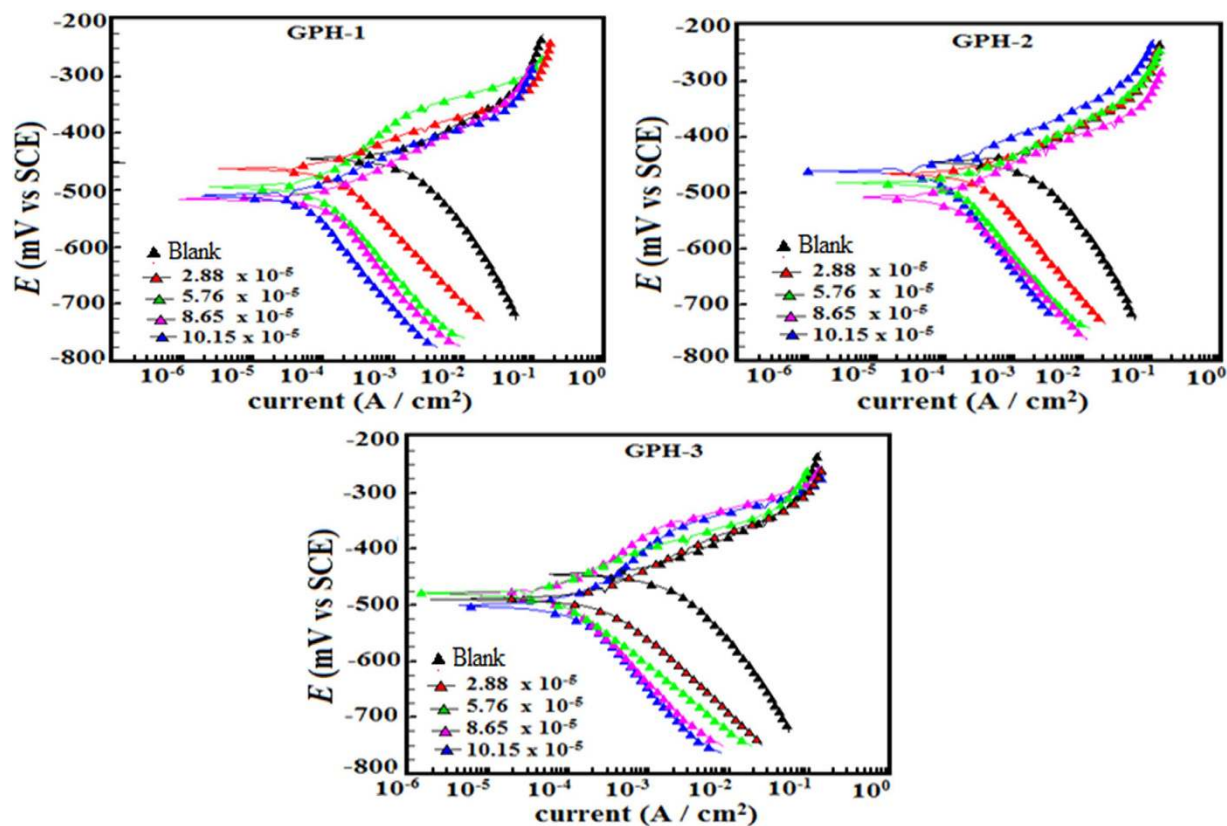 GPH-1
-200
-300
-400
-500
-600
-700
-800
E (mV vs SCE)
Blank
2.88 x 10-5
5.76 x 10-5
8.65 x 10-5
10.15 x 10-5
10-6 10-5 10-4 10-3 10-2 10-1 100
current (A / cm2)
GPH-2
-200
-300
-400
-500
-600
-700
-800
E (mV vs SCE)
Blank
2.88 x 10-5
5.76 x 10-5
8.65 x 10-5
10.15 x 10-5
10-6 10-5 10-4 10-3 10-2 10-1 100
current (A / cm2)
GPH-3
-200
-300
-400
-500
-600
-700
-800
E (mV vs SCE)
Blank
2.88 x 10-5
5.76 x 10-5
8.65 x 10-5
10.15 x 10-5
10-6 10-5 10-4 10-3 10-2 10-1 100
current (A / cm2)